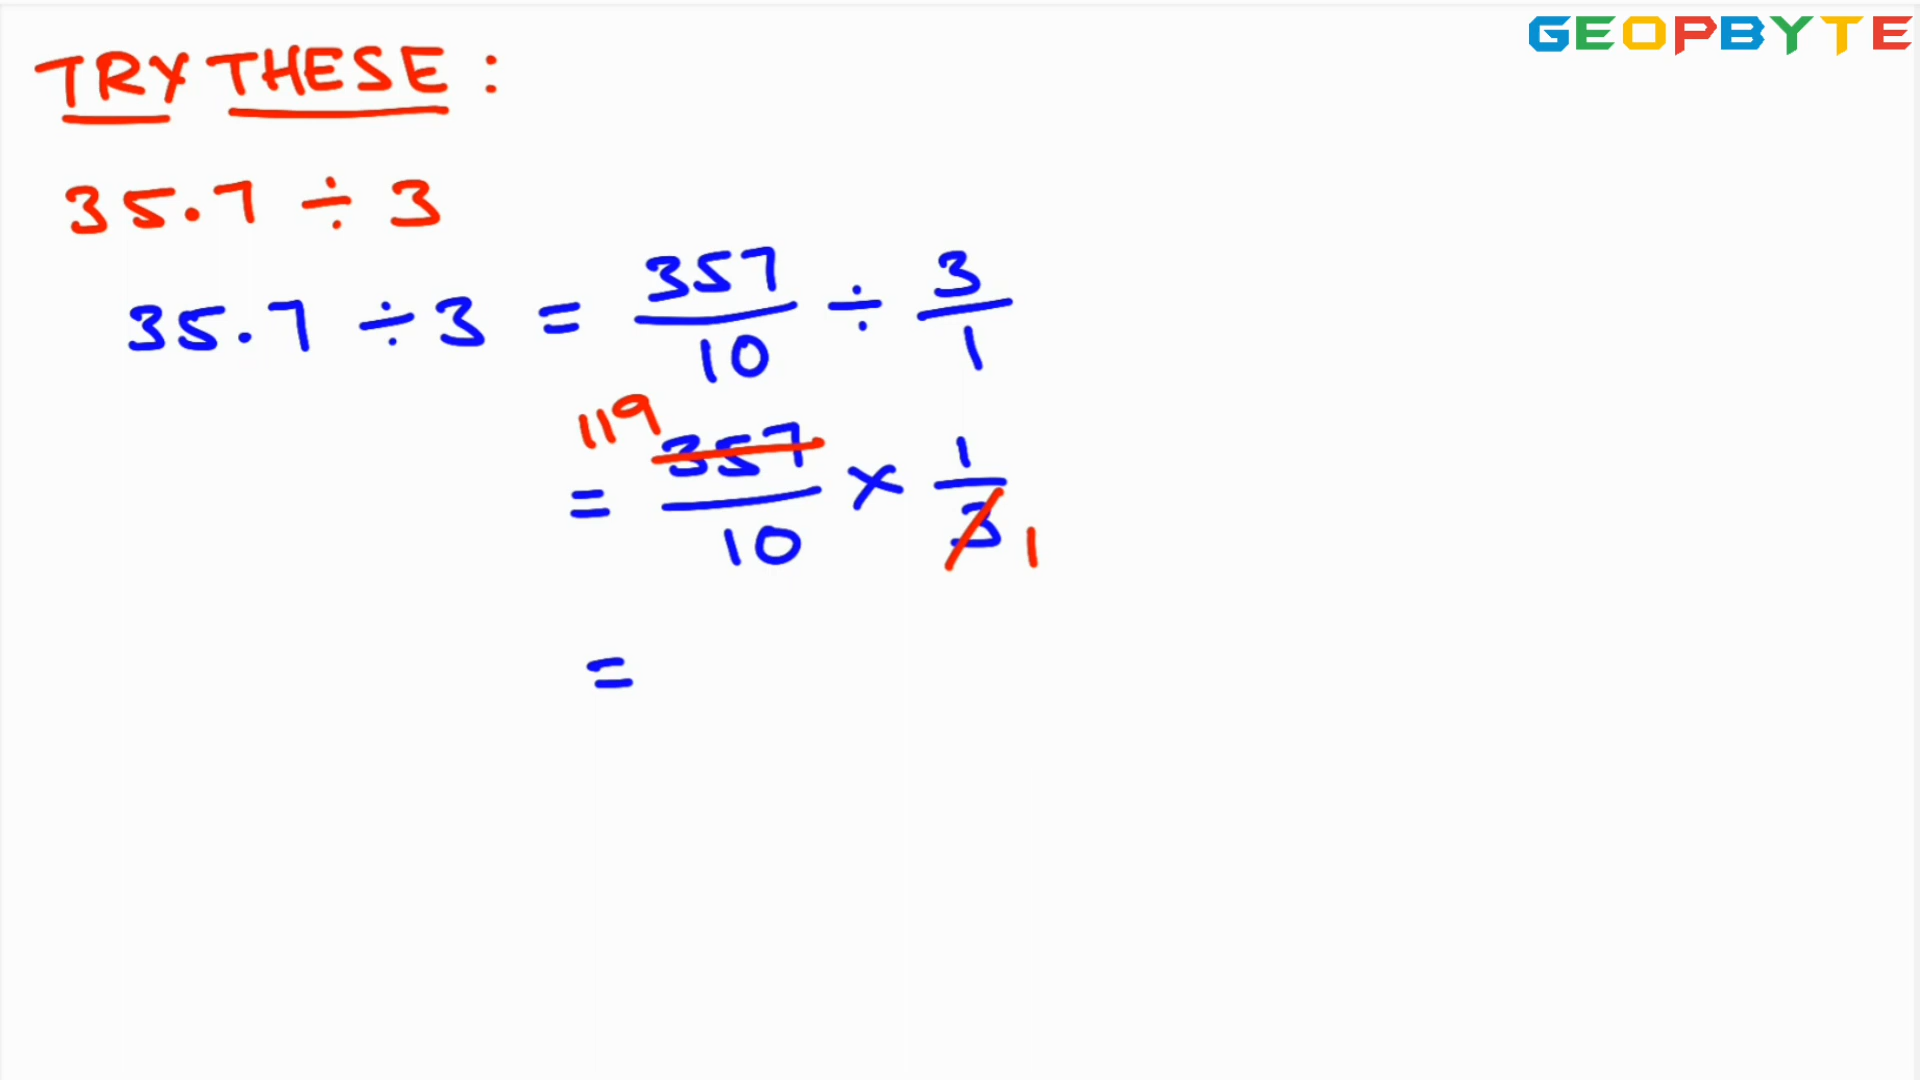 GEOPBYTE
TRY THESE :
35.7 ÷ 3
35.7 ÷ 3 = 357/10 ÷ 3/1
119
= 357/10 × 1/3 1
=